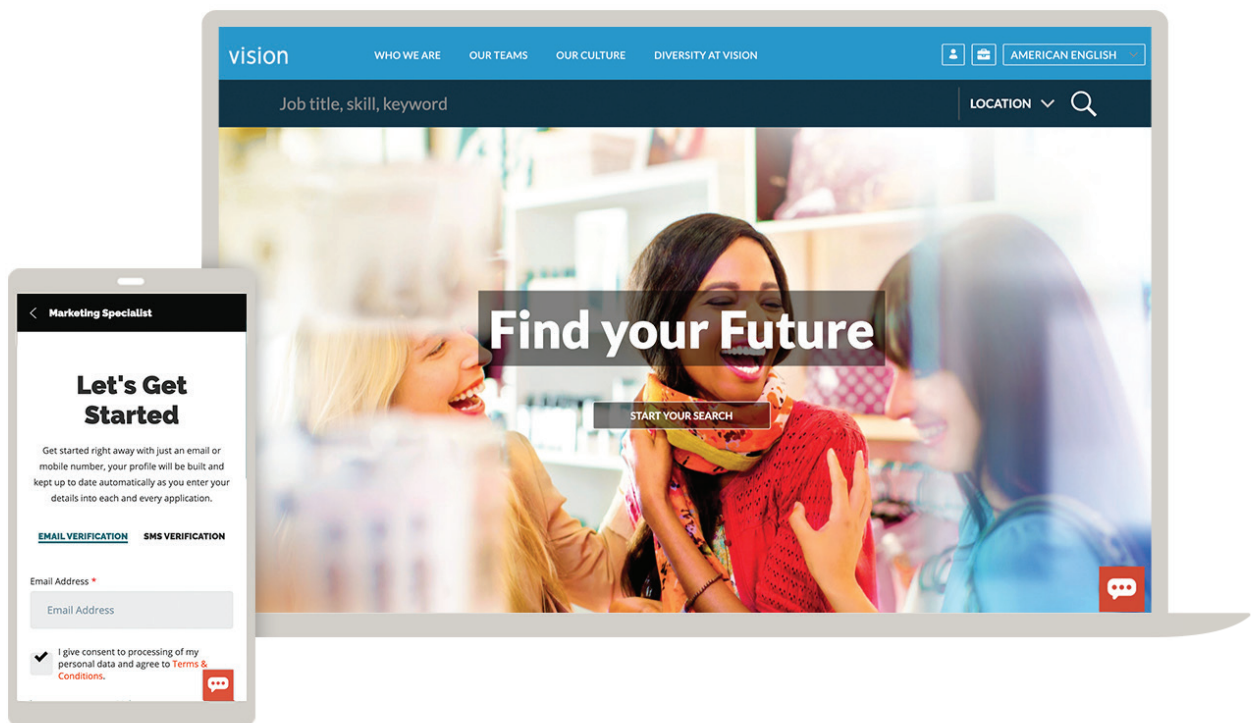 vision
WHO WE ARE OUR TEAMS OUR CULTURE DIVERSITY AT VISION
AMERICAN ENGLISH
Job title, skill, keyword
LOCATION
Find your Future
START YOUR SEARCH
Marketing Specialist
Let's Get
Started
Get started right away with just an email or
mobile number, your profile will be built and
kept up to date automatically as you enter your
details into each and every application.
EMAIL VERIFICATION SMS VERIFICATION
Email Address *
Email Address
I give consent to processing of my
personal data and agree to Terms &
Conditions.